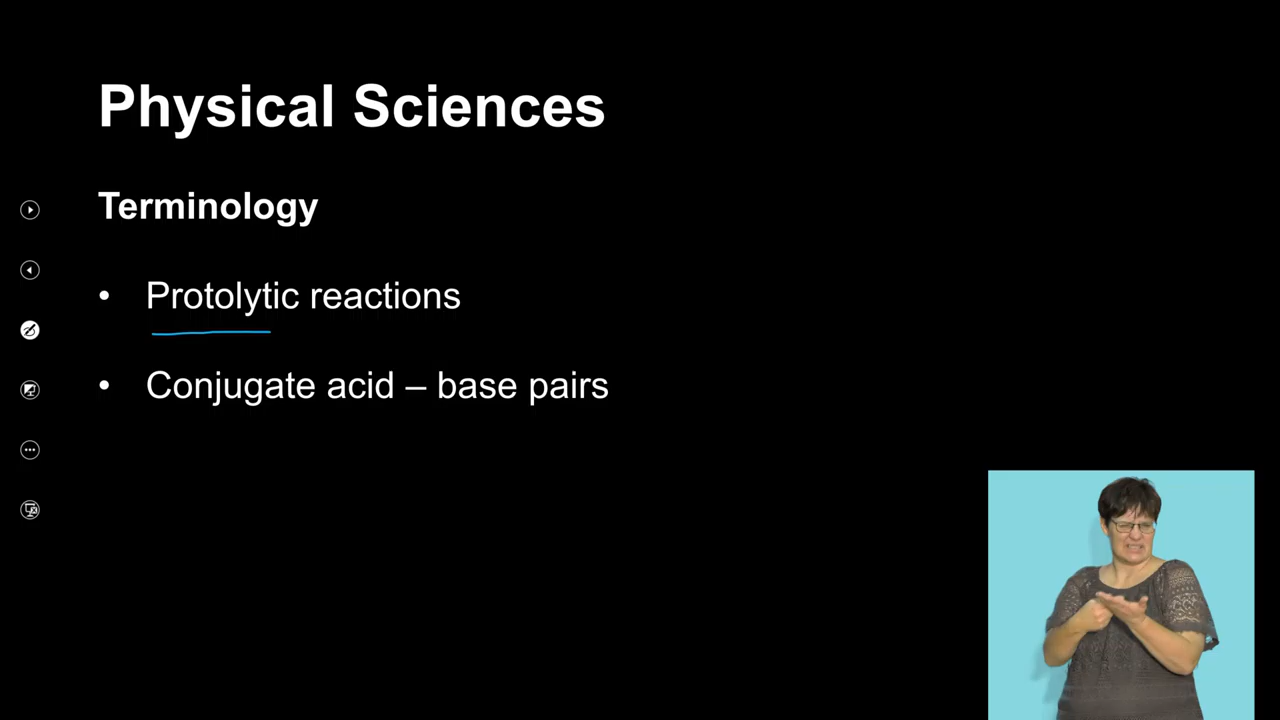 Physical Sciences
Terminology
• Protolytic reactions
• Conjugate acid – base pairs